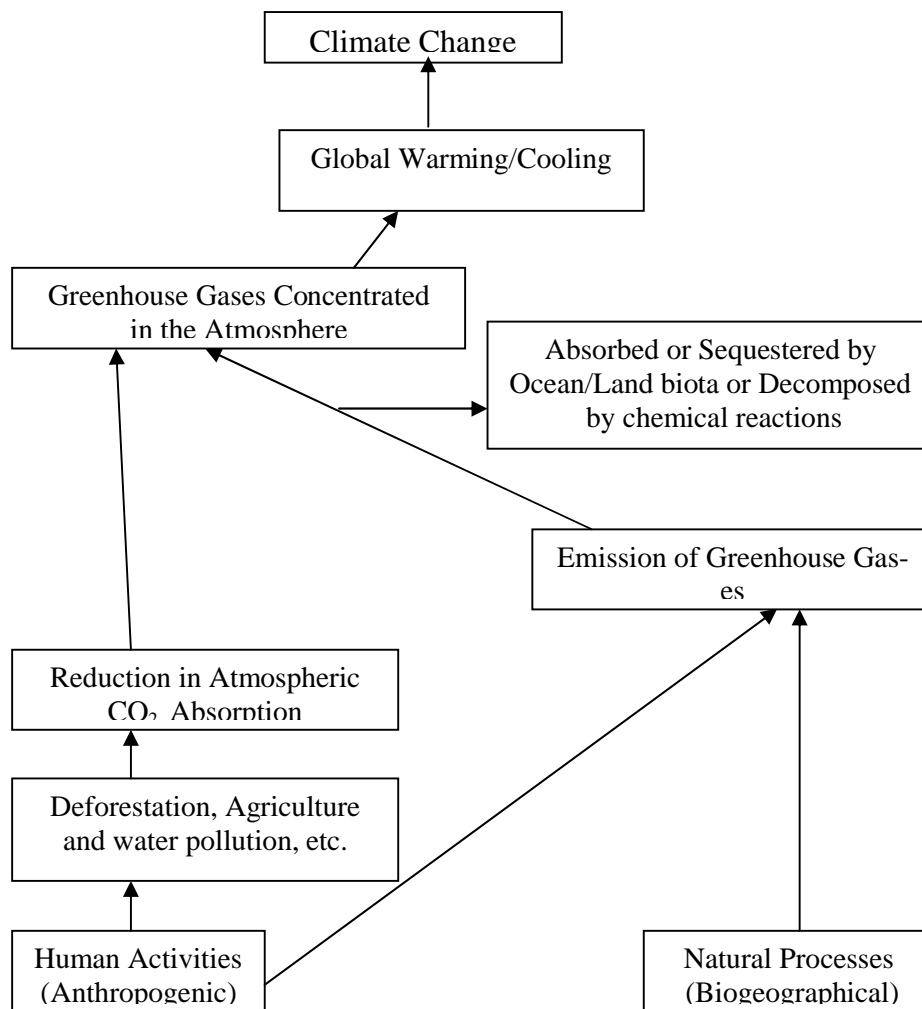 Climate Change
Global Warming/Cooling
Greenhouse Gases Concentrated
in the Atmosphere
Absorbed or Sequestered by
Ocean/Land biota or Decomposed
by chemical reactions
Emission of Greenhouse Gas-
es
Reduction in Atmospheric
CO₂ Absorption
Deforestation, Agriculture
and water pollution, etc.
Human Activities
(Anthropogenic)
Natural Processes
(Biogeographical)